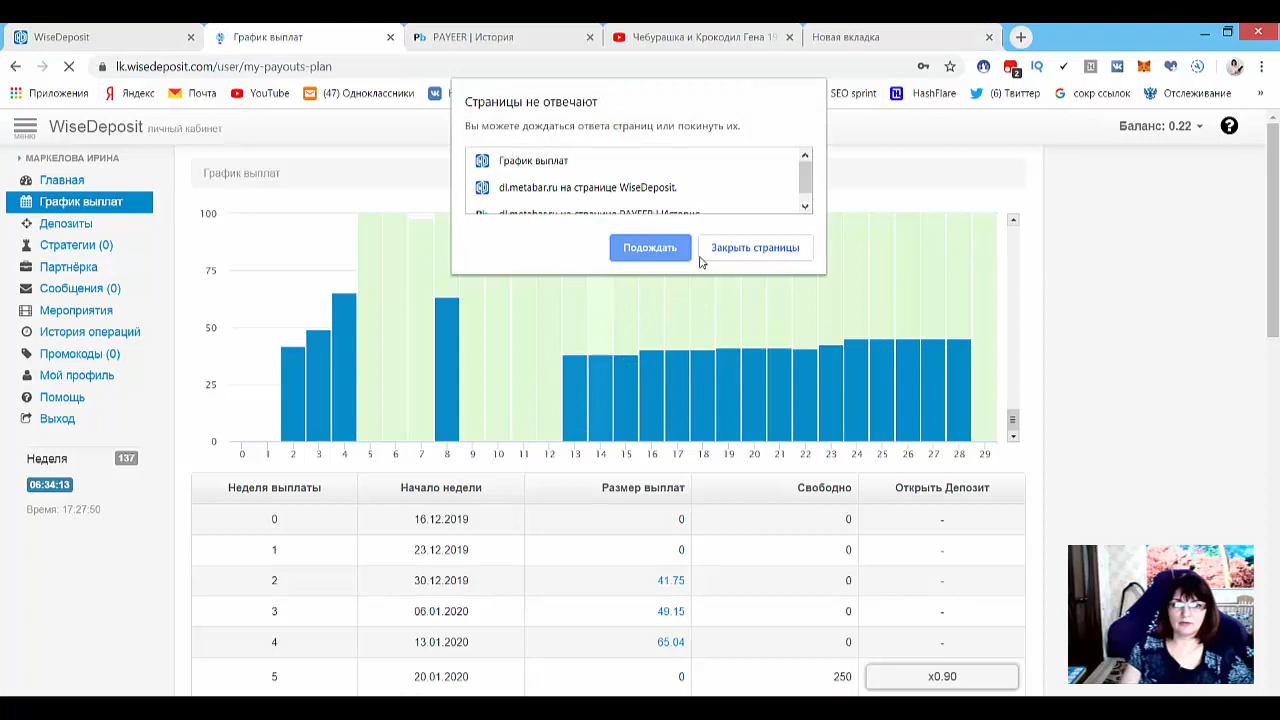 WiseDeposit
График выплат
PAYEER | История
Чебурашка и Крокодил Гена 19
Новая вкладка
lk.wisedeposit.com/user/my-payouts-plan
2
Приложения
Яндекс
Почта
YouTube
(47) Одноклассники
SEO sprint
HashFlare
(6) Твиттер
сокр ссылок
Отслеживание
»
Страницы не отвечают
Вы можете дождаться ответа страниц или покинуть их.
График выплат
dl.metabar.ru на странице WiseDeposit.
dl.metabar.ru на странице PAYEER | История
Подождать
Закрыть страницы
МЕНЮ
WiseDeposit личный кабинет
Баланс: 0.22
МАРКЕЛОВА ИРИНА
Главная
График выплат
Депозиты
Стратегии (0)
Партнёрка
Сообщения (0)
Мероприятия
История операций
Промокоды (0)
Мой профиль
Помощь
Выход
Неделя 137
06:34:13
Время: 17:27:50
График выплат
100
75
50
25
0
0 1 2 3 4 5 6 7 8 9 10 11 12 13 14 15 16 17 18 19 20 21 22 23 24 25 26 27 28 29
Неделя выплаты Начало недели Размер выплат Свободно Открыть Депозит
0 16.12.2019 0 0 -
1 23.12.2019 0 0 -
2 30.12.2019 41.75 0 -
3 06.01.2020 49.15 0 -
4 13.01.2020 65.04 0 -
5 20.01.2020 0 250 x0.90